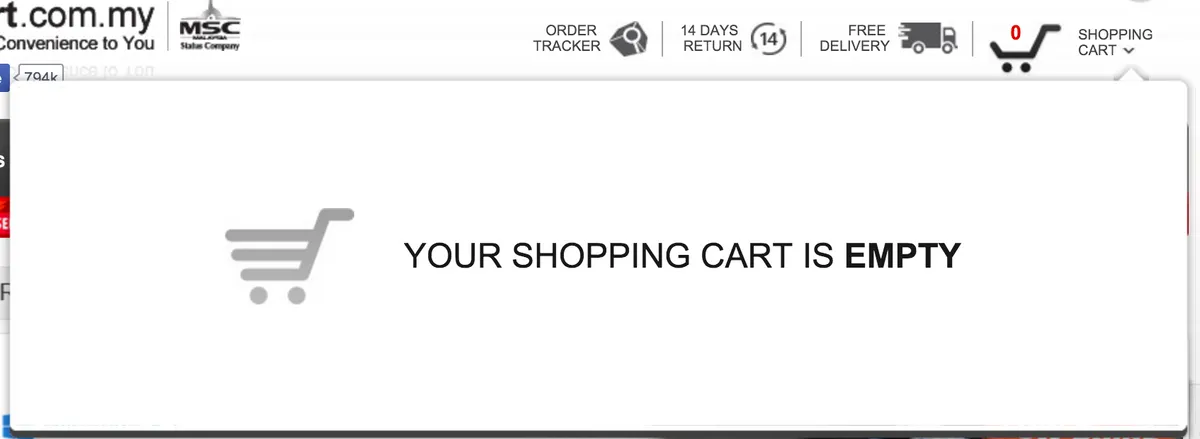 rt.com.my
Convenience to You
MSC
MALAYSIA
Status Company
ORDER
TRACKER
14 DAYS
RETURN
14
FREE
DELIVERY
0
SHOPPING
CART
794k
YOUR SHOPPING CART IS EMPTY